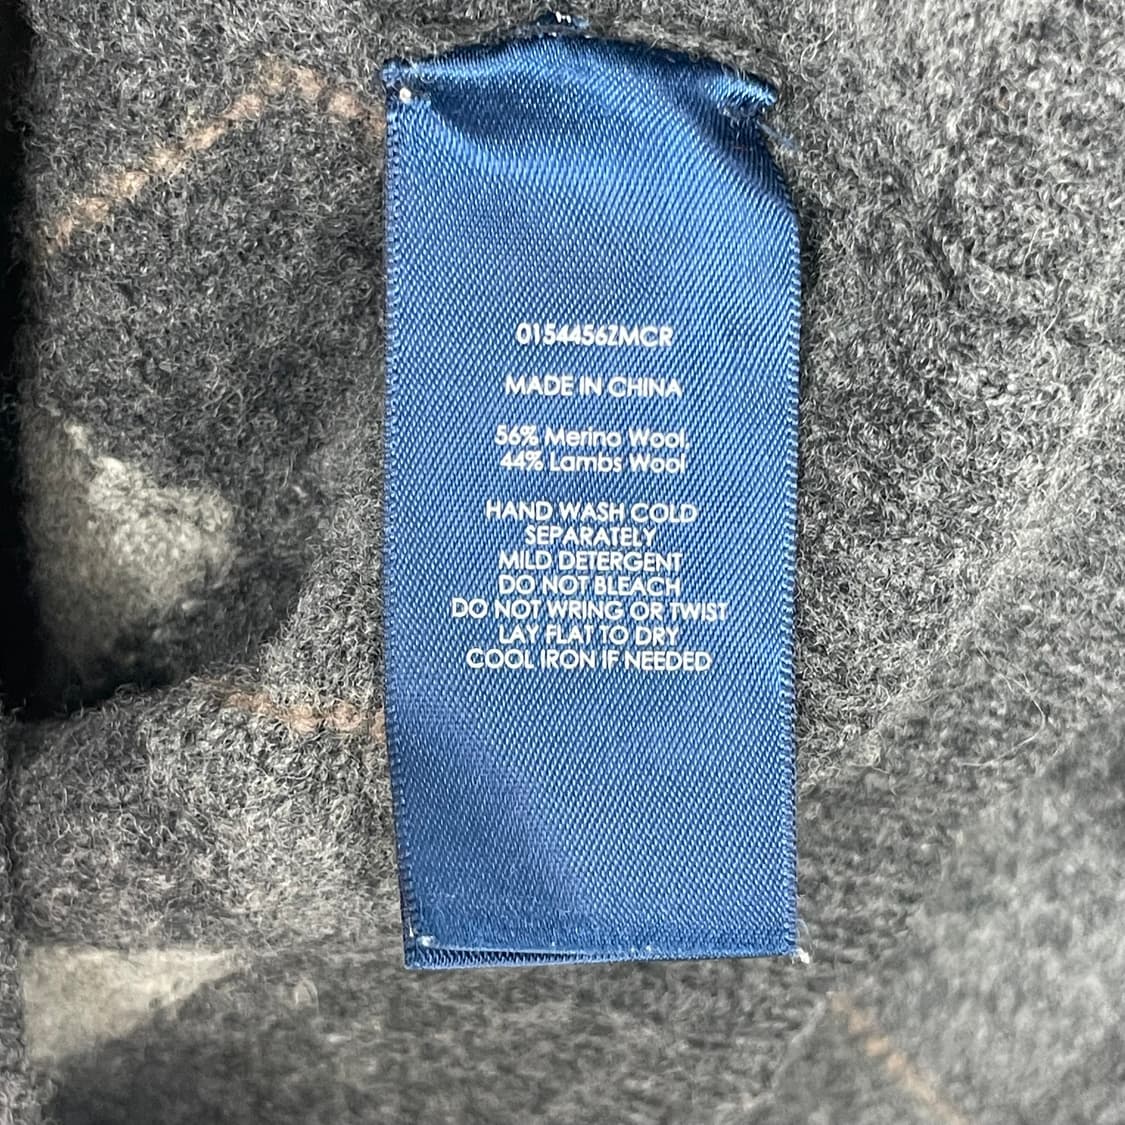 0154456ZMCR
MADE IN CHINA
56% Merino Wool,
44% Lambs Wool
HAND WASH COLD
SEPARATELY
MILD DETERGENT
DO NOT BLEACH
DO NOT WRING OR TWIST
LAY FLAT TO DRY
COOL IRON IF NEEDED